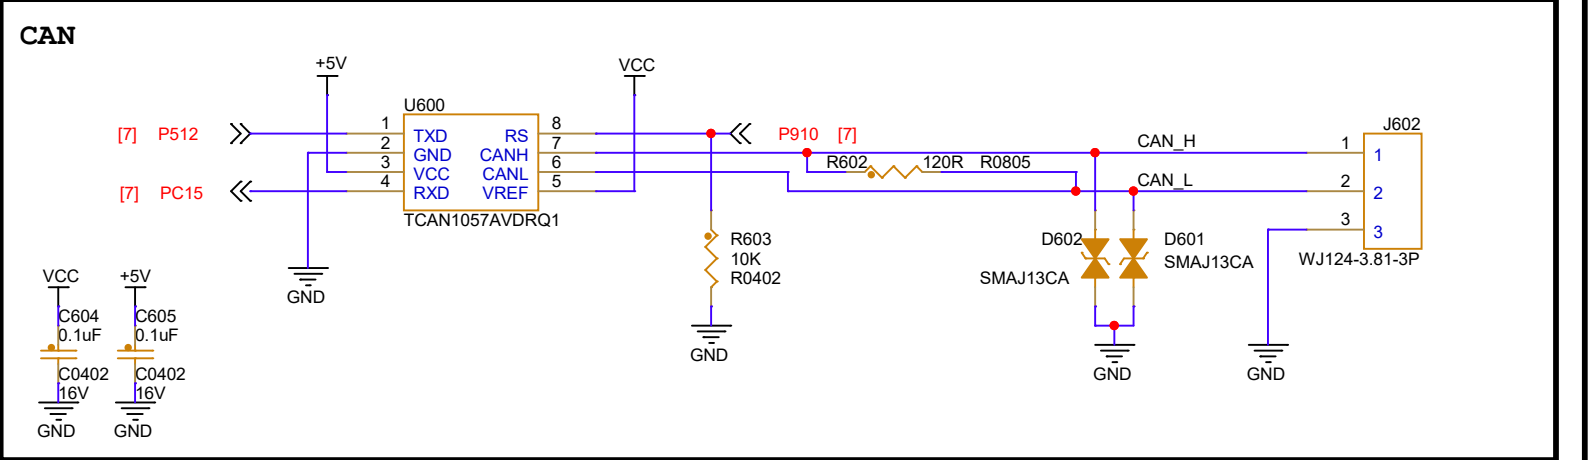 CAN
+5V
VCC
U600
[7] P512
1
TXD
RS
8
P910 [7]
2
GND
CANH
7
CAN_H
J602
1
1
3
VCC
CANL
6
R602
120R
R0805
[7] PC15
4
RXD
VREF
5
CAN_L
2
2
TCAN1057AVDRQ1
3
3
R603
10K
R0402
D602
SMAJ13CA
D601
SMAJ13CA
WJ124-3.81-3P
GND
GND
GND
GND
VCC
+5V
C604
0.1uF
C605
0.1uF
C0402
16V
C0402
16V
GND
GND